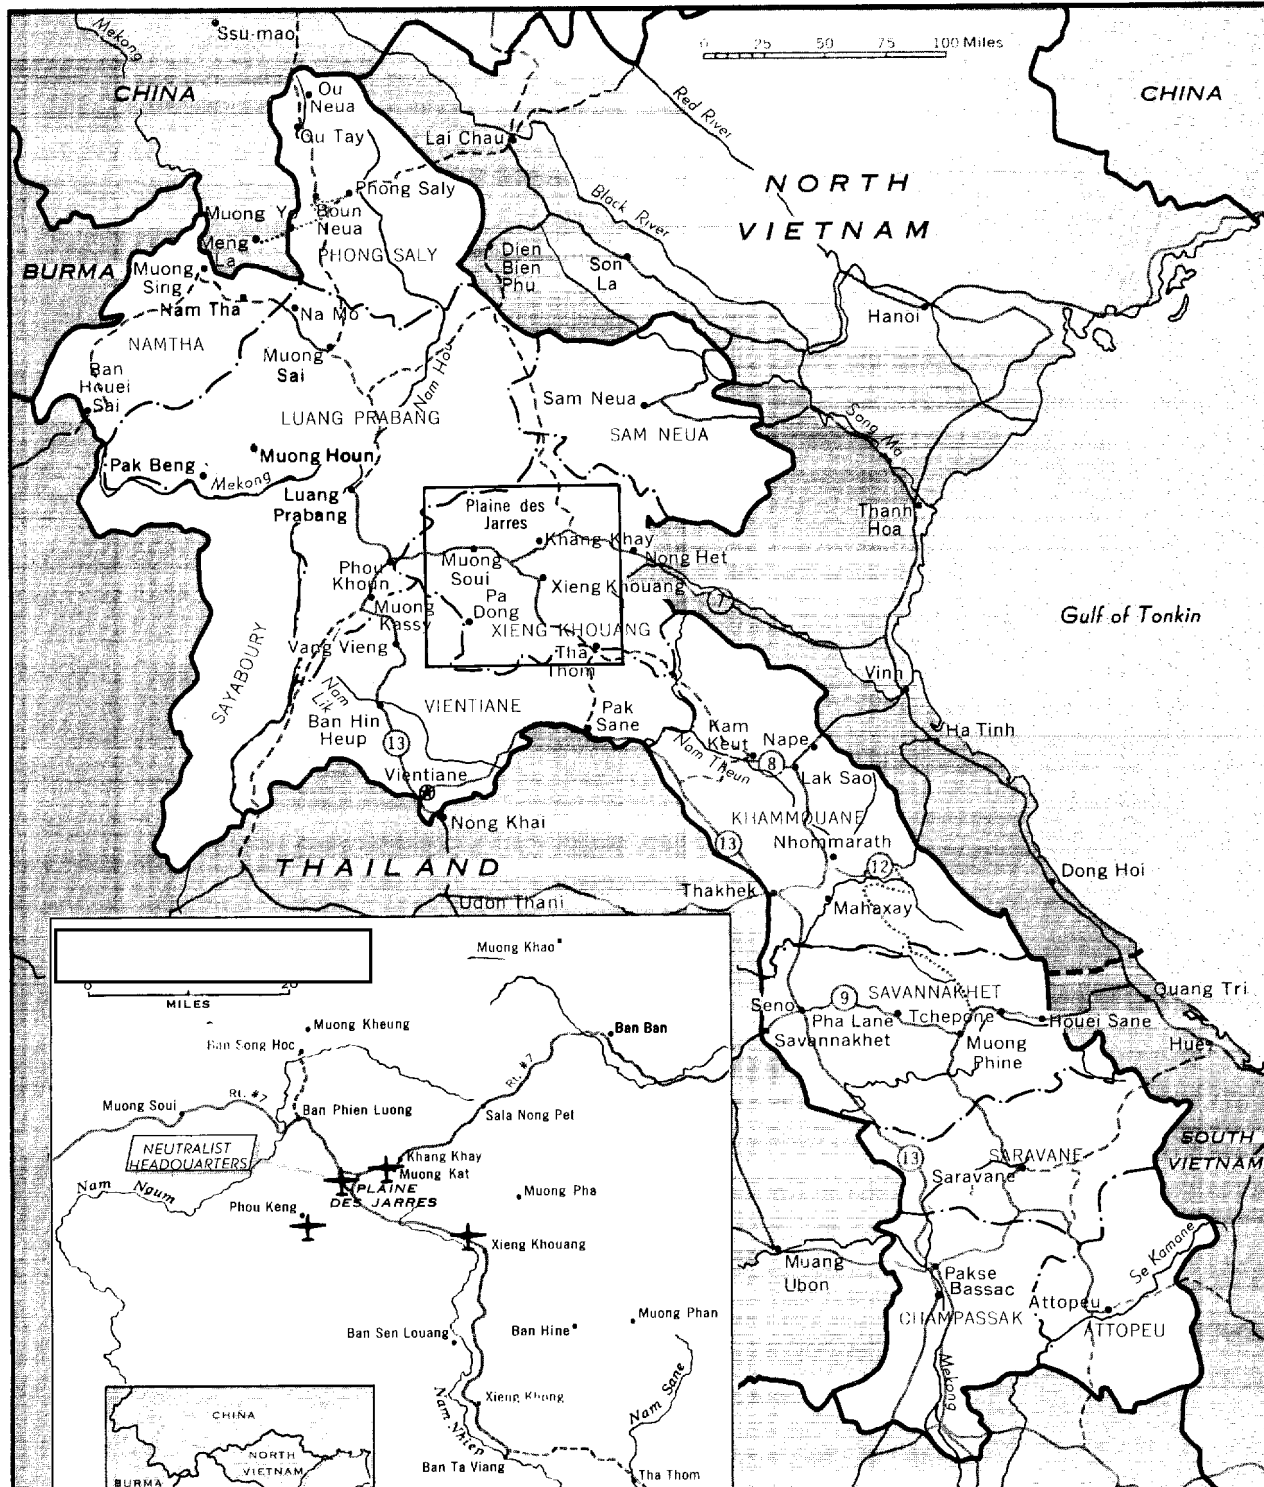 Mekong
Ssu-mao
0 25 50 75 100 Miles
CHINA
CHINA
Ou
Neua
Ou Tay
Lai Chau
Red River
NORTH
VIETNAM
Phong Saly
Black River
Muong Y
Boun
Neua
Meng
La
PHONG SALY
BURMA
Muong
Sing
Dien
Bien
Phu
Son
La
Nam Tha
Na Mo
Hanoi
NAMTHA
Muong
Sai
Nam Hou
Ban
Houei
Sai
LUANG PRABANG
Sam Neua
SAM NEUA
Song Ma
Pak Beng
Muong Houn
Mekong
Luang
Prabang
Plaine des
Jarres
Thanh
Hoa
Khang Khay
Nong Het
Phou
Khoun
Muong
Soui
Xieng Khouang
7
Pa
Dong
Muong
Kassy
XIENG KHOUANG
Gulf of Tonkin
Vang Vieng
Tha
Thom
SAYABOURY
Vinh
Nam
Lik
VIENTIANE
Pak
Sane
Ban Hin
Heup
13
Kam
Keut
Nape
Ha Tinh
Nam Theun
8
Lak Sao
Vientiane
Nong Khai
KHAMMOUANE
THAILAND
13
Nhommarath
12
Dong Hoi
Thakhek
Mahaxay
Udon Thani
Muong Khao
0 20
MILES
Seno
9
SAVANNAKHET
Quang Tri
Pha Lane
Tchepone
Houei Sane
Savannakhet
Muong
Phine
Hue
Muong Kheung
Ban Song Hoc
Ban Ban
Rt. #7
Rt. #7
Muong Soui
Ban Phien Luong
Sala Nong Pet
NEUTRALIST
HEADQUARTERS
Khang Khay
Muong Kat
Nam Ngum
PLAINE
DES JARRES
Muong Pha
Phou Keng
Xieng Khouang
SOUTH
VIETNAM
13
SARAVANE
Saravane
Muang
Ubon
Se Kamane
Pakse
Bassac
Attopeu
CHAMPASSAK
ATTOPEU
Mekong
Muong Phan
Ban Sen Louang
Ban Hine
Xieng Khong
Nam Nhiep
Nam Sane
Ban Ta Viang
Tha Thom
CHINA
NORTH
VIETNAM
BURMA